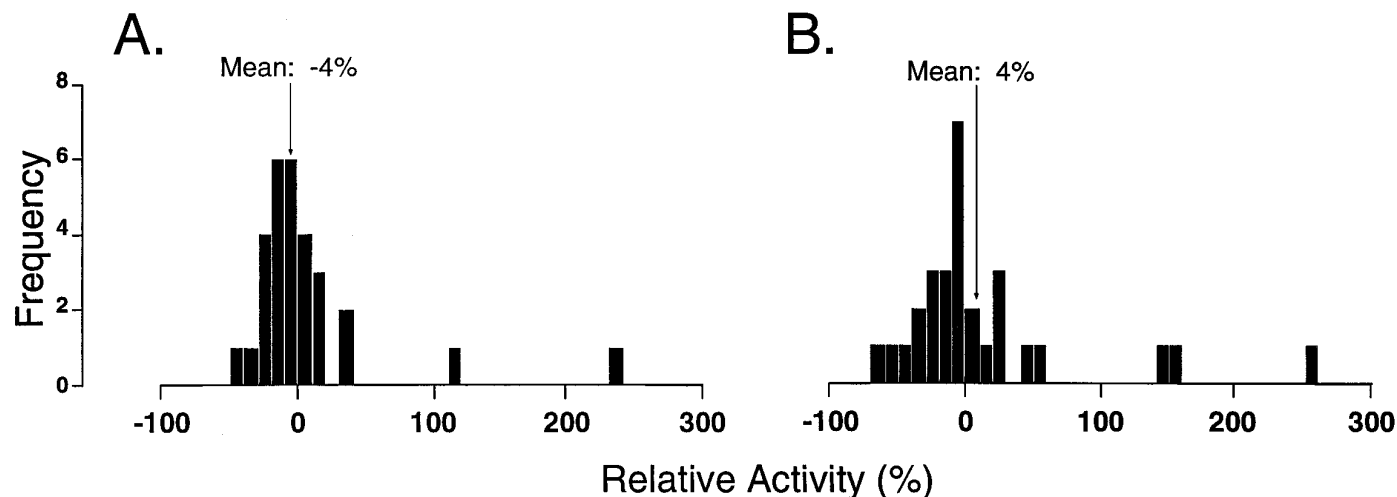 A.
Mean: -4%
B.
Mean: 4%
Frequency
8
6
4
2
0
-100 0 100 200 300
-100 0 100 200 300
Relative Activity (%)